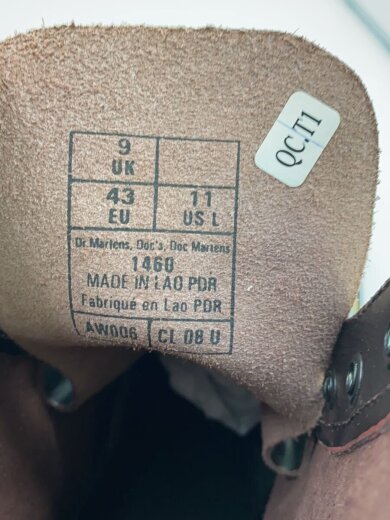 QC.T1
9
UK
43 11
EU US L
Dr.Martens, Doc's, Doc Martens
1460
MADE IN LAO PDR
Fabriqué en Lao PDR
AW006 CL 08 U